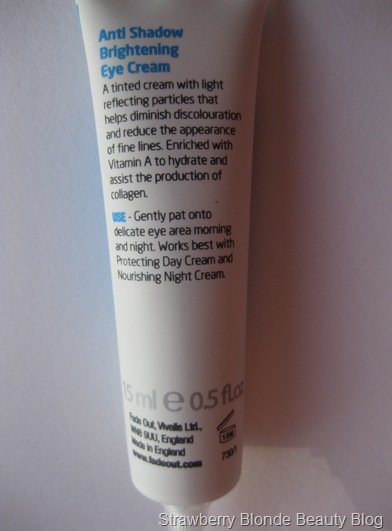 Anti Shadow
Brightening
Eye Cream
A tinted cream with light
reflecting particles that
helps diminish discolouration
and reduce the appearance
of fine lines. Enriched with
Vitamin A to hydrate and
assist the production of
collagen.
USE - Gently pat onto
delicate eye area morning
and night. Works best with
Protecting Day Cream and
Nourishing Night Cream.
15 ml e 0.5 fl.oz
Fade Out, Vivalis Ltd.,
WN8 9UU, England
Made in England
www.fadeout.com
730/1
Strawberry Blonde Beauty Blog